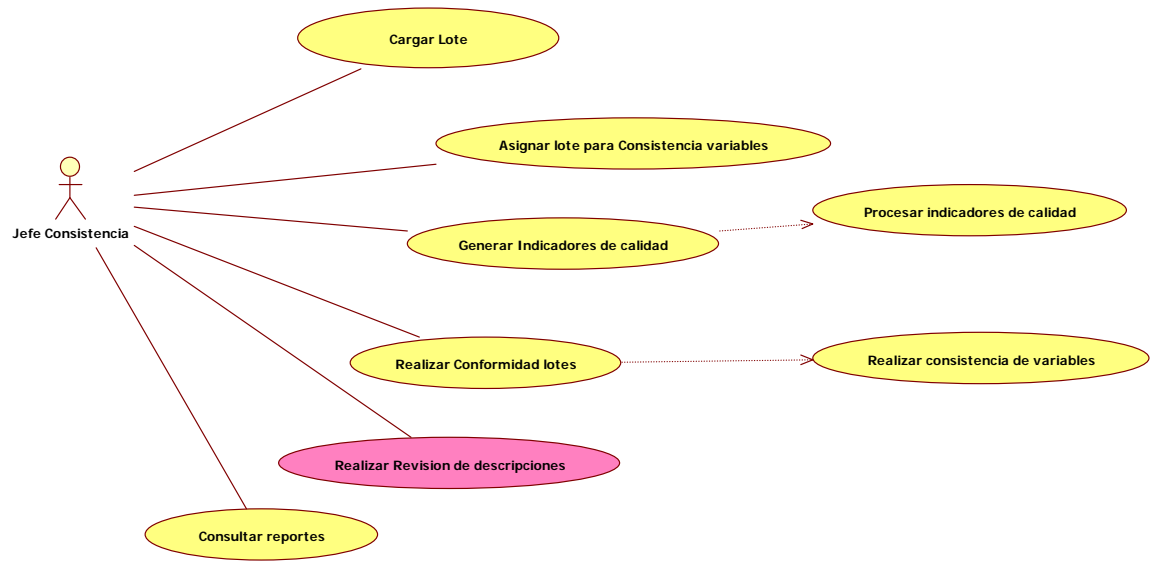 Cargar Lote
Asignar lote para Consistencia variables
Procesar indicadores de calidad
Jefe Consistencia
Generar Indicadores de calidad
Realizar Conformidad lotes
Realizar consistencia de variables
Realizar Revision de descripciones
Consultar reportes